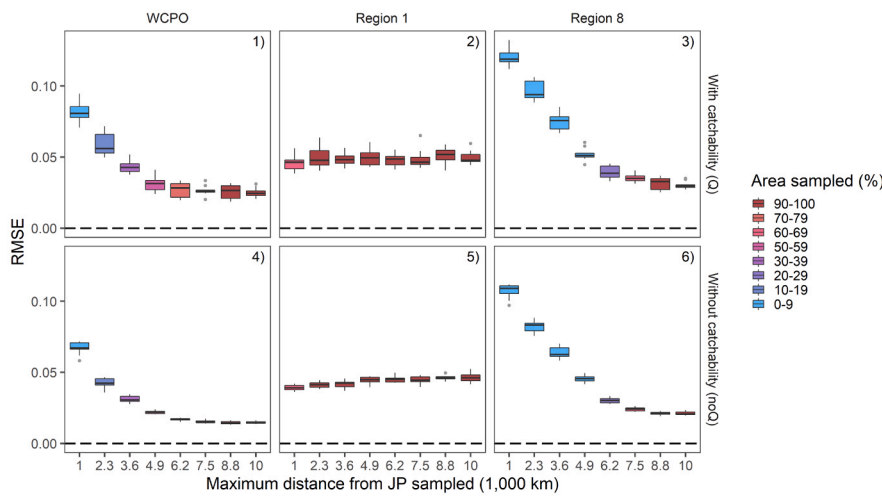 WCPO
Region 1
Region 8
1)
2)
3)
0.10
0.05
0.00
With catchability (Q)
4)
5)
6)
0.10
0.05
0.00
Without catchability (noQ)
RMSE
1 2.3 3.6 4.9 6.2 7.5 8.8 10
1 2.3 3.6 4.9 6.2 7.5 8.8 10
1 2.3 3.6 4.9 6.2 7.5 8.8 10
Maximum distance from JP sampled (1,000 km)
Area sampled (%)
90-100
70-79
60-69
50-59
30-39
20-29
10-19
0-9